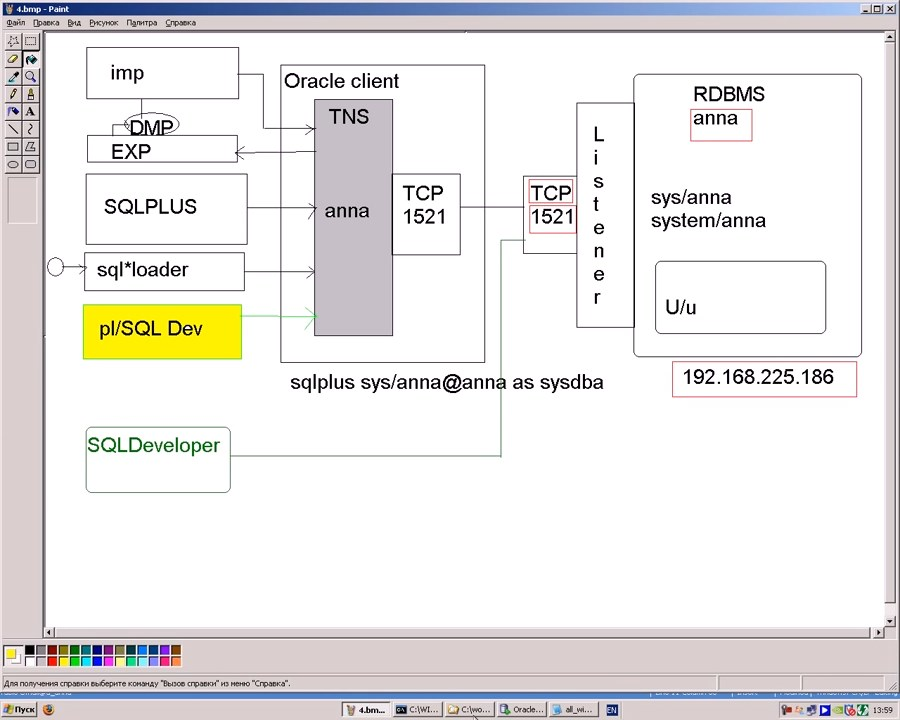 4.bmp - Paint
Файл Правка Вид Рисунок Палитра Справка
imp
DMP
EXP
SQLPLUS
sql*loader
pl/SQL Dev
SQLDeveloper
Oracle client
TNS
anna
TCP
1521
sqlplus sys/anna@anna as sysdba
TCP
1521
Listener
RDBMS
anna
sys/anna
system/anna
U/u
192.168.225.186
Для получения справки выберите команду "Вызов справки" из меню "Справка".
Пуск
4.bm...
C:\WI...
C:\wo...
Oracle...
all_wi...
EN
13:59